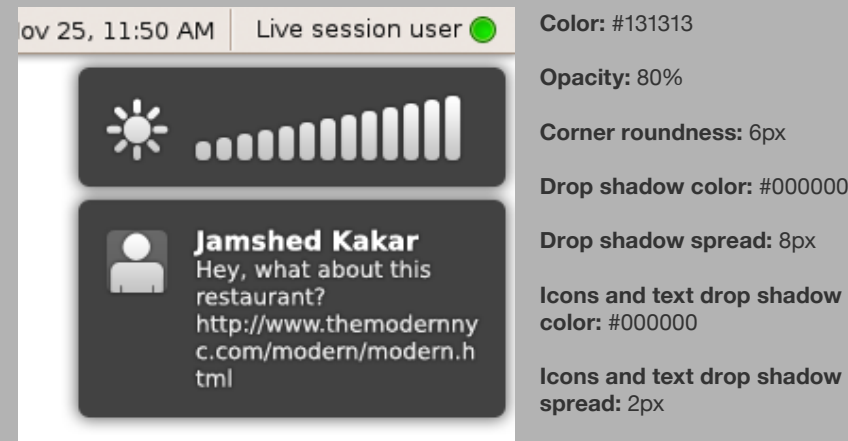 ov 25, 11:50 AM
Live session user
Jamshed Kakar
Hey, what about this
restaurant?
http://www.themodernny
c.com/modern/modern.h
tml
Color: #131313
Opacity: 80%
Corner roundness: 6px
Drop shadow color: #000000
Drop shadow spread: 8px
Icons and text drop shadow
color: #000000
Icons and text drop shadow
spread: 2px